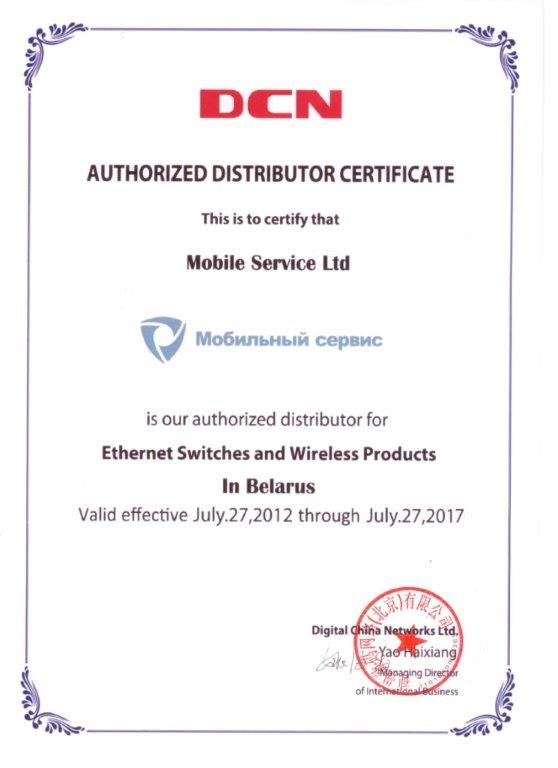 DCN
AUTHORIZED DISTRIBUTOR CERTIFICATE
This is to certify that
Mobile Service Ltd
Мобильный сервис
is our authorized distributor for
Ethernet Switches and Wireless Products
In Belarus
Valid effective July.27,2012 through July.27,2017
(北京)有限公司
Digital China Networks Ltd.
Yao Haixiang
Managing Director
of International Business